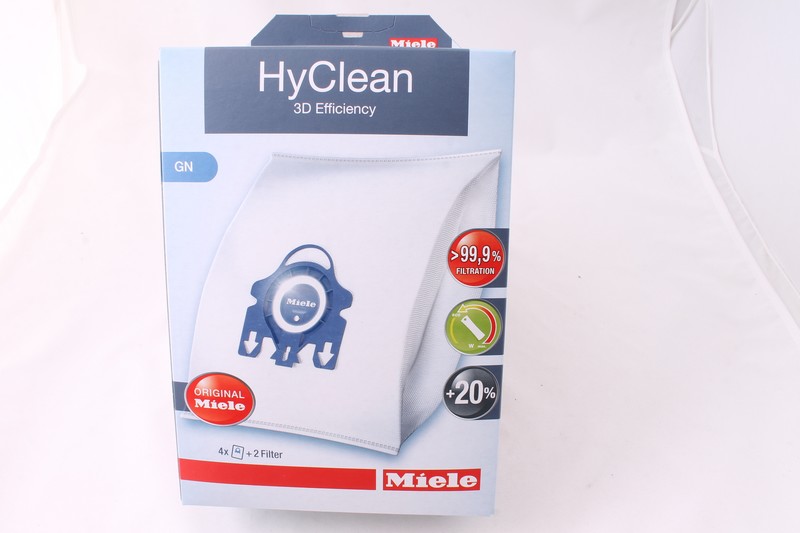 Miele
HyClean
3D Efficiency
GN
>99,9%
FILTRATION
Miele
W
+20%
ORIGINAL
Miele
4x + 2 Filter
Miele